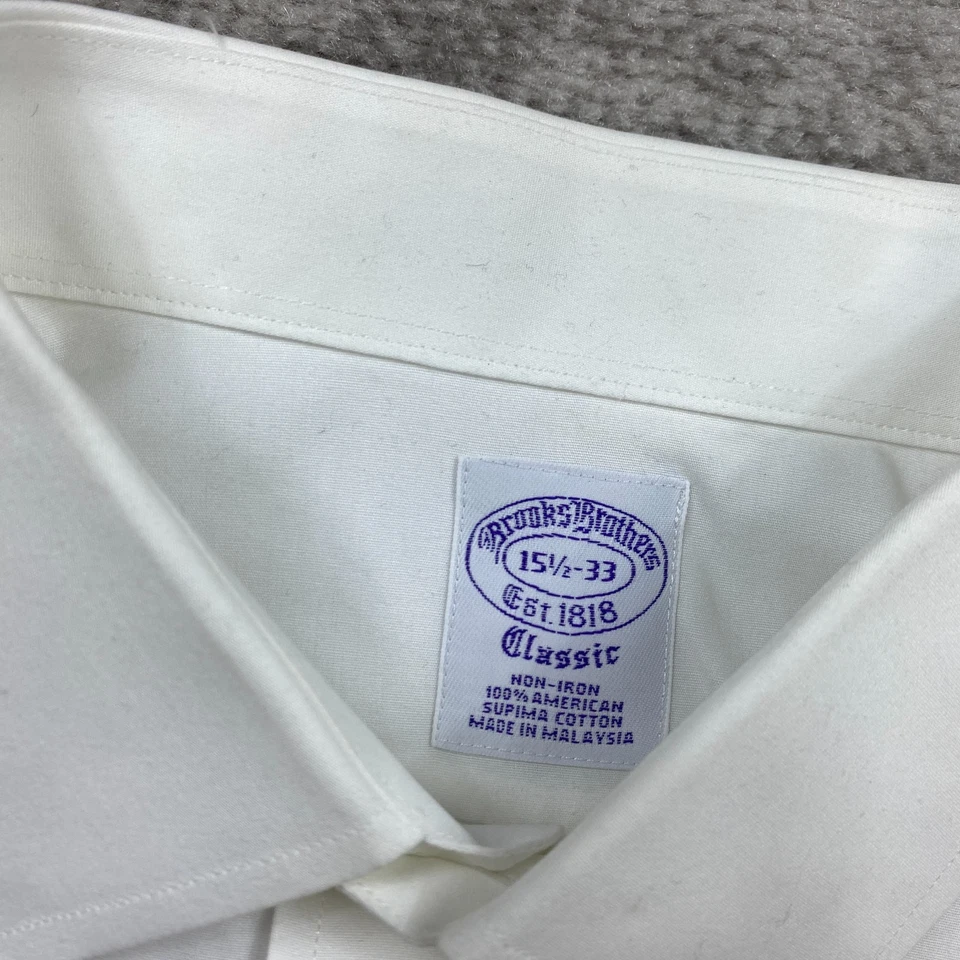 Brooks Brothers
15½-33
Est. 1818
Classic
NON-IRON
100% AMERICAN
SUPIMA COTTON
MADE IN MALAYSIA